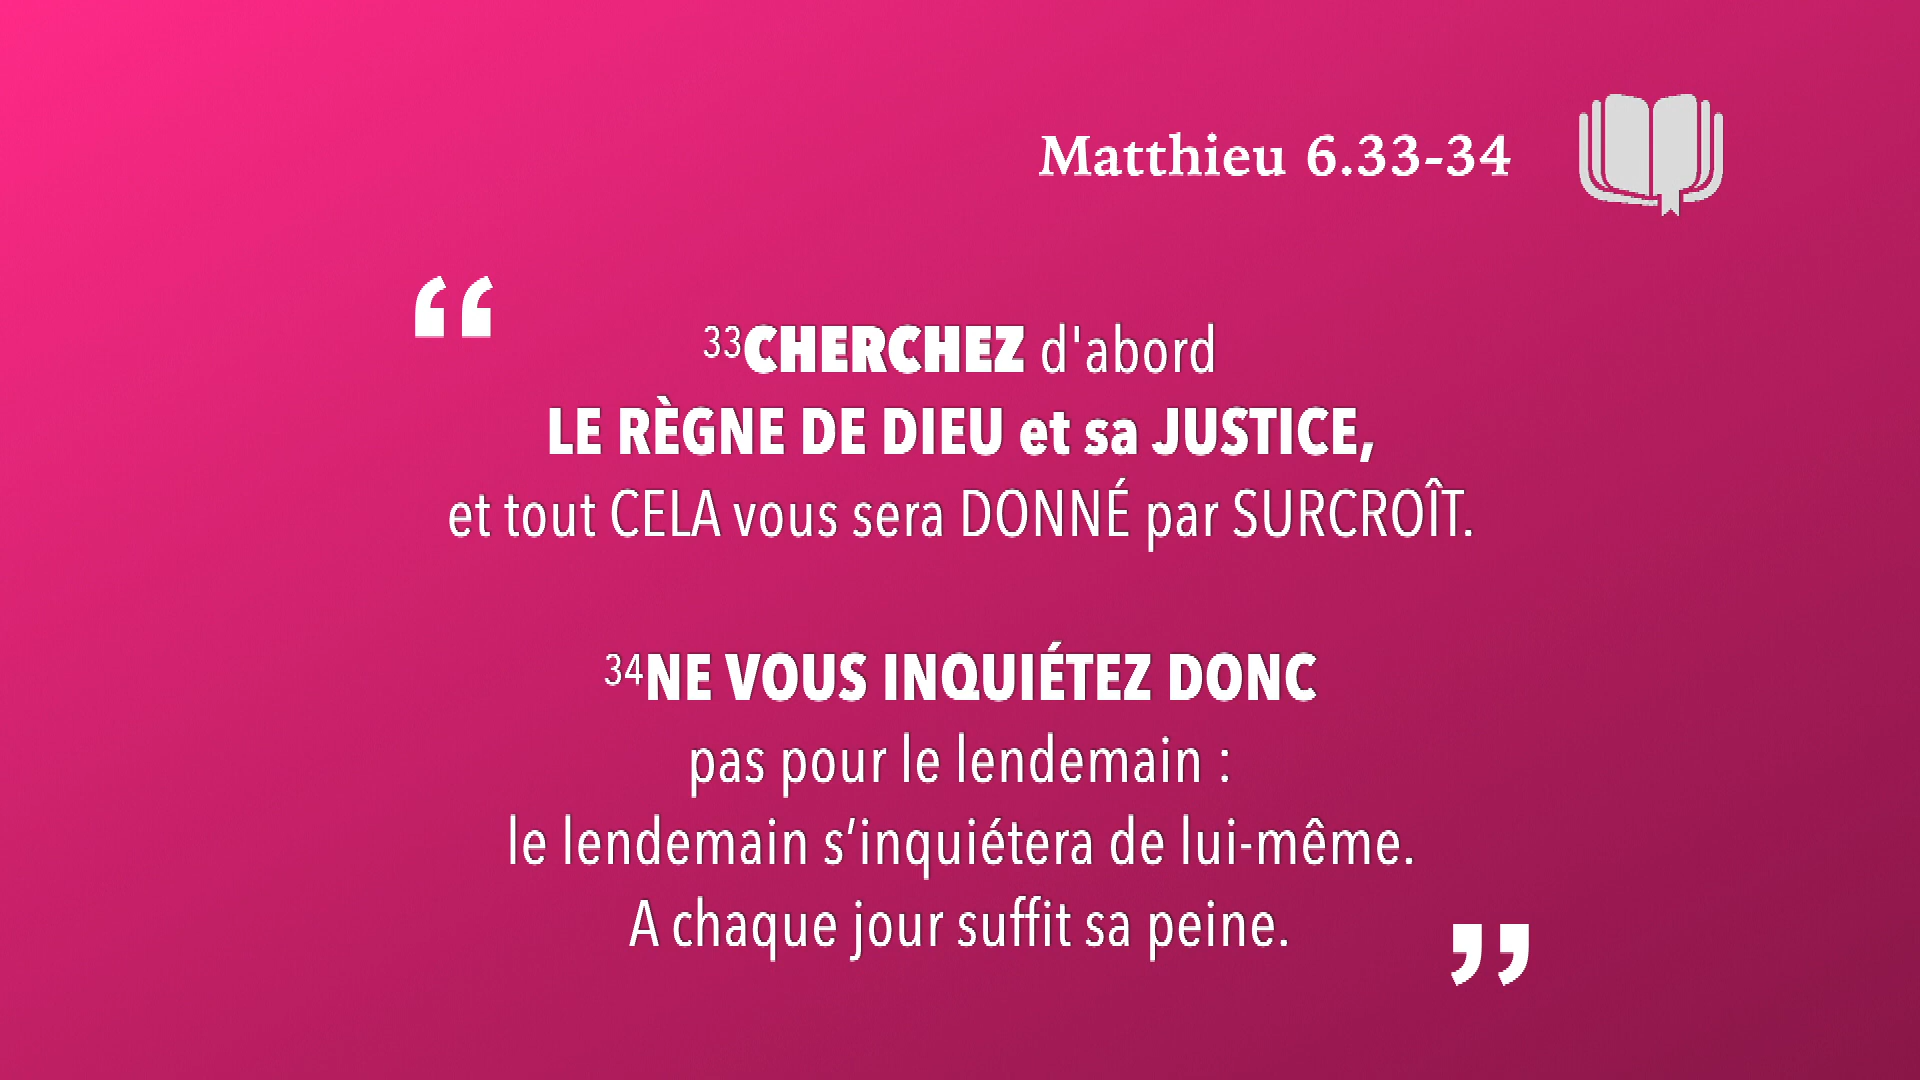 Matthieu 6.33-34
“
33CHERCHEZ d'abord
LE RÈGNE DE DIEU et sa JUSTICE,
et tout CELA vous sera DONNÉ par SURCROÎT.
34NE VOUS INQUIÉTEZ DONC
pas pour le lendemain :
le lendemain s’inquiétera de lui-même.
A chaque jour suffit sa peine.
”